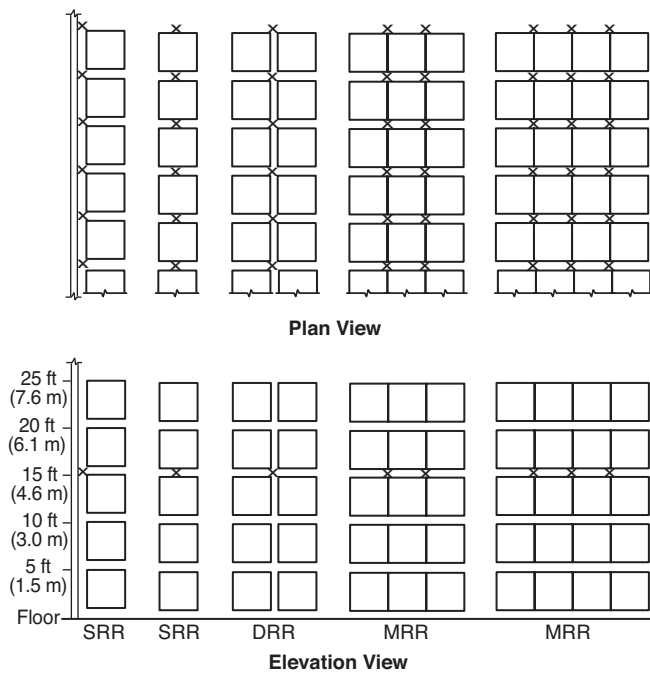 Plan View
25 ft
(7.6 m)
20 ft
(6.1 m)
15 ft
(4.6 m)
10 ft
(3.0 m)
5 ft
(1.5 m)
Floor
SRR SRR DRR MRR MRR
Elevation View